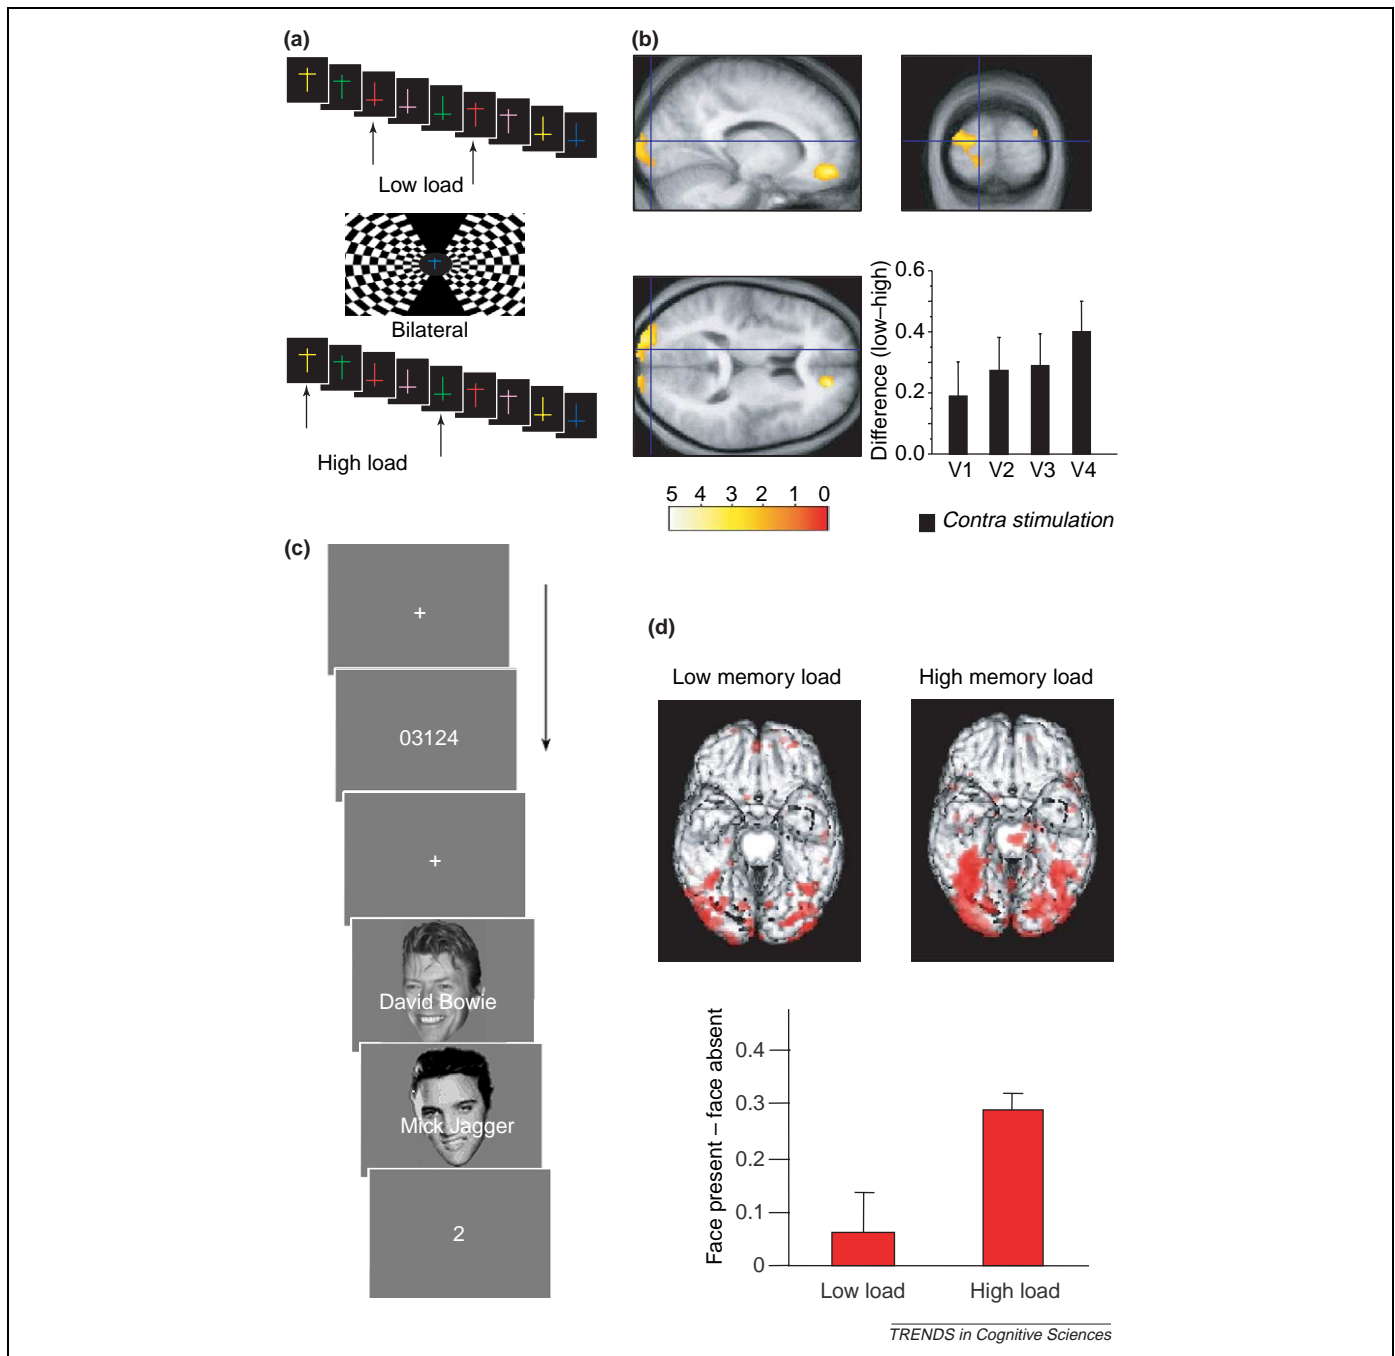 (a)
Low load
Bilateral
High load
(b)
Difference (low–high)
0.6
0.4
0.2
0.0
V1 V2 V3 V4
5 4 3 2 1 0
Contra stimulation
(c)
+
03124
+
David Bowie
Mick Jagger
2
(d)
Low memory load
High memory load
Face present – face absent
0.4
0.3
0.2
0.1
0
Low load
High load
TRENDS in Cognitive Sciences